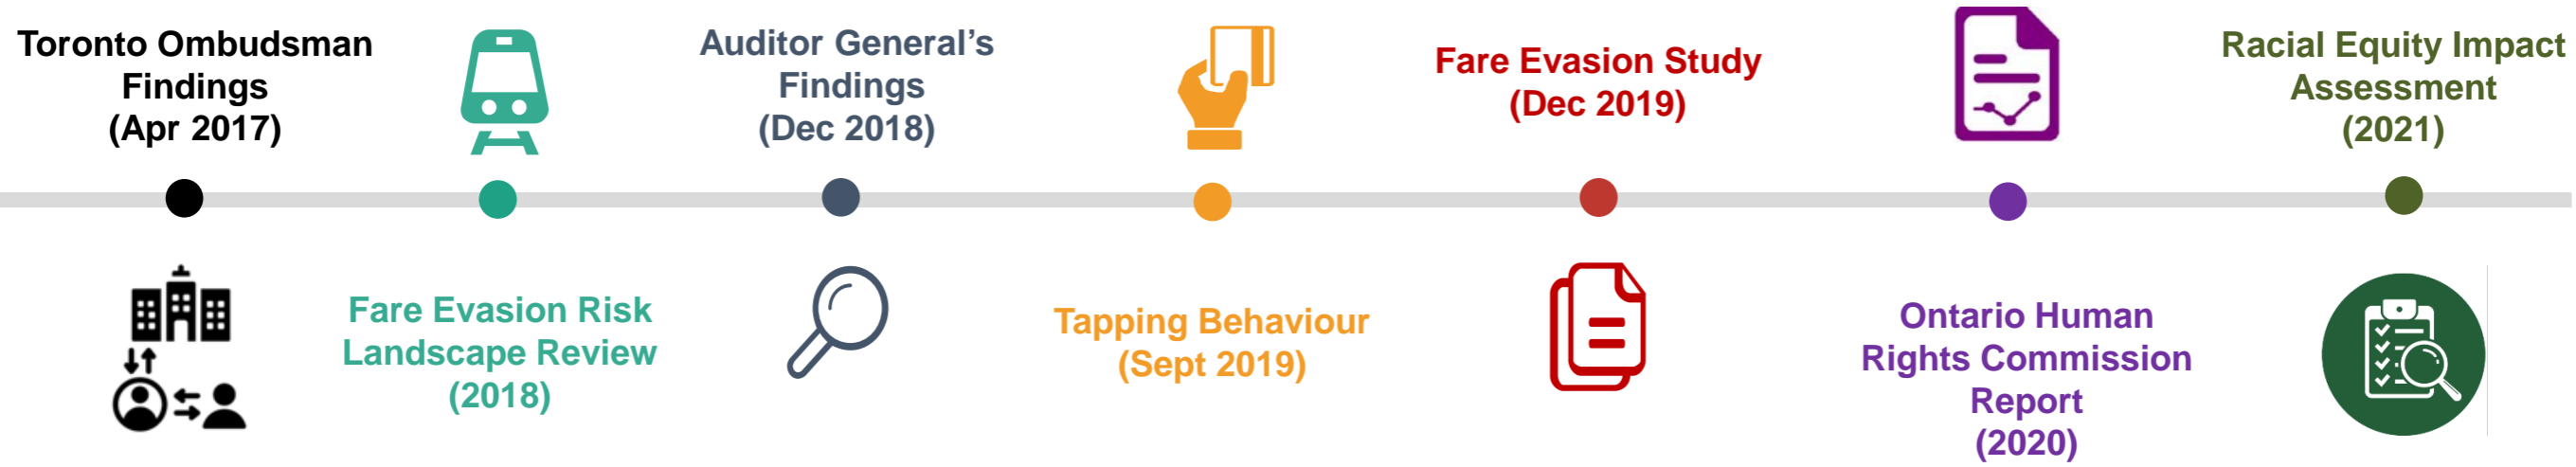 Toronto Ombudsman
Findings
(Apr 2017)
Fare Evasion Risk
Landscape Review
(2018)
Auditor General’s
Findings
(Dec 2018)
Tapping Behaviour
(Sept 2019)
Fare Evasion Study
(Dec 2019)
Ontario Human
Rights Commission
Report
(2020)
Racial Equity Impact
Assessment
(2021)